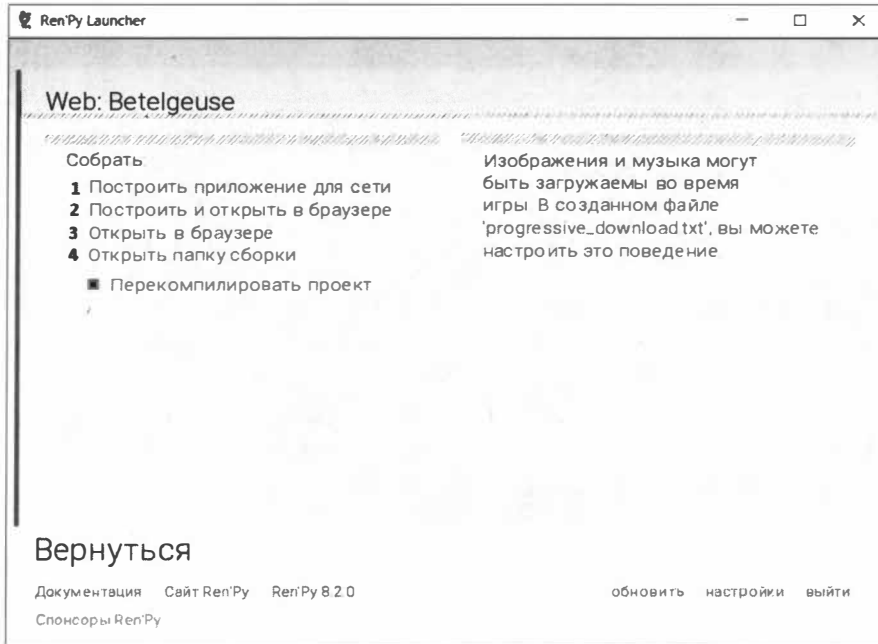 Ren'Py Launcher
Web: Betelgeuse
Собрать:
1 Построить приложение для сети
2 Построить и открыть в браузере
3 Открыть в браузере
4 Открыть папку сборки
Перекомпилировать проект
Изображения и музыка могут
быть загружаемы во время
игры. В созданном файле
'progressive_download.txt', вы можете
настроить это поведение.
Вернуться
Документация Сайт Ren'Py Ren'Py 8.2.0 обновить настройки выйти
Спонсоры Ren'Py